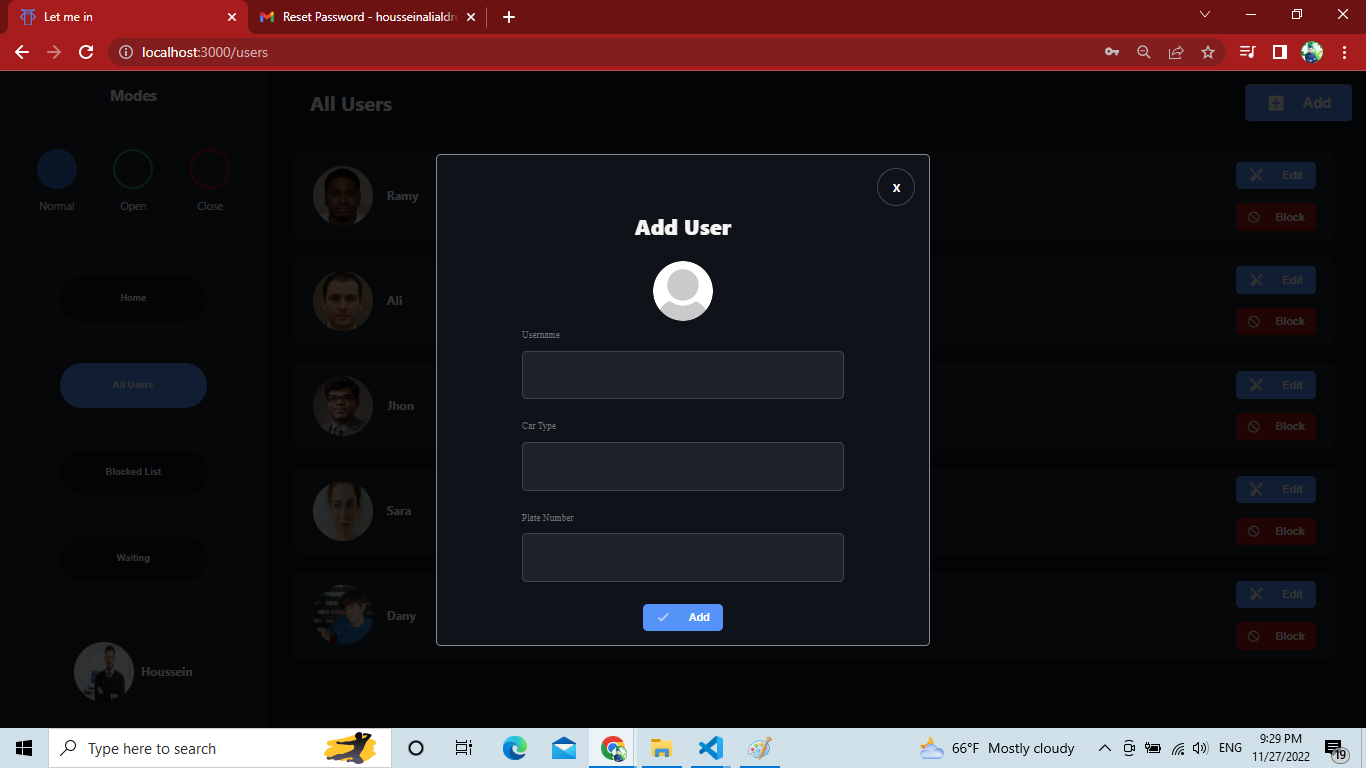 Let me in
Reset Password - housseinalialdr
localhost:3000/users
Modes
Normal
Open
Close
Home
All Users
Blocked List
Waiting
Houssein
All Users
Add
Ramy
Edit
Block
Ali
Edit
Block
Jhon
Edit
Block
Sara
Edit
Block
Dany
Edit
Block
x
Add User
Username
Car Type
Plate Number
Add
Type here to search
66°F Mostly cloudy
ENG
9:29 PM
11/27/2022
19